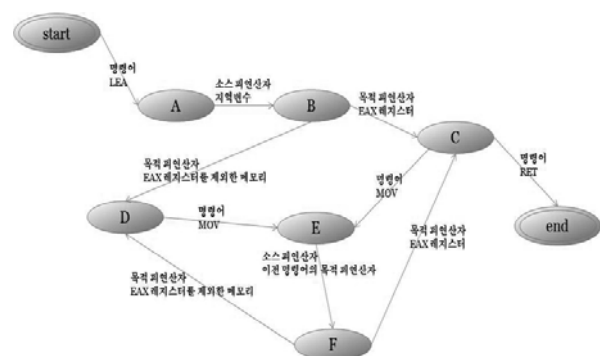 start
명령어
LEA
A
소스 피연산자
지역변수
B
목적 피연산자
EAX 레지스터
C
명령어
RET
목적 피연산자
EAX 레지스터를 제외한 메모리
명령어
MOV
D
명령어
MOV
E
end
소스 피연산자
이전 명령어의 목적 피연산자
목적 피연산자
EAX 레지스터
목적 피연산자
EAX 레지스터를 제외한 메모리
F